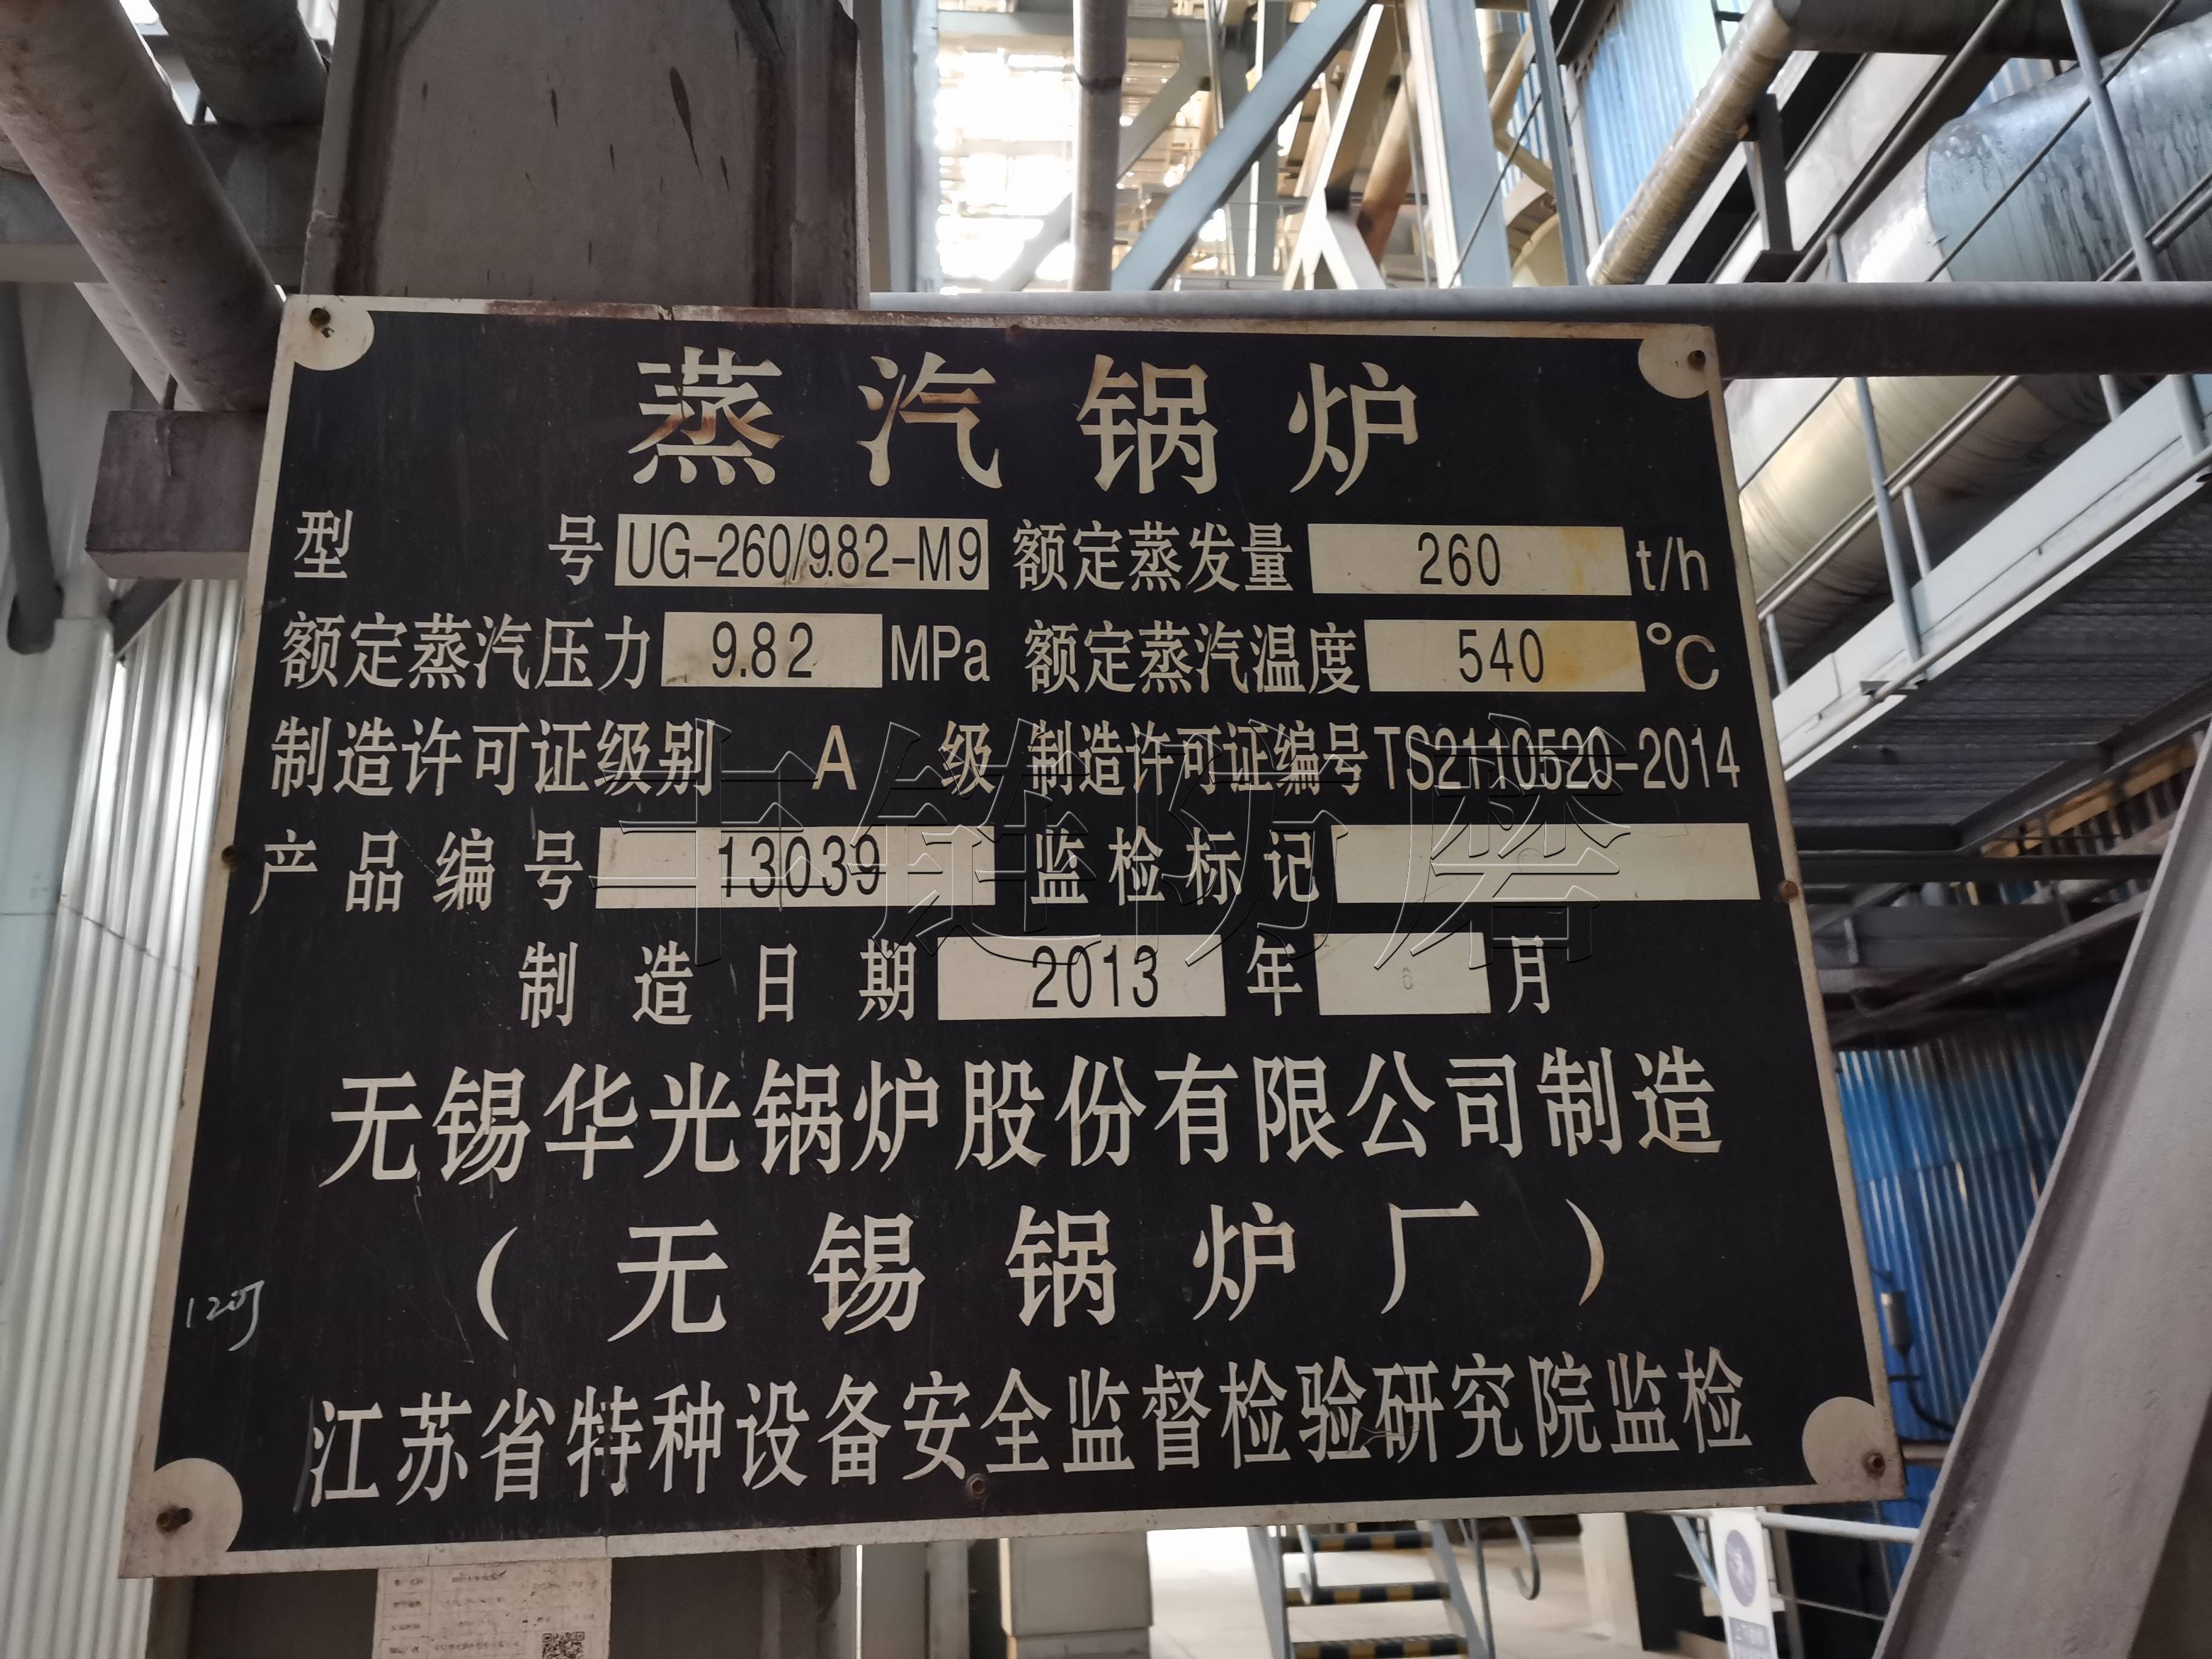 蒸汽锅炉
型号 UG-260/9.82-M9 额定蒸发量 260 t/h
额定蒸汽压力 9.82 MPa 额定蒸汽温度 540 ℃
制造许可证级别 A 级 制造许可证编号 TS2110520-2014
产品编号 13039 监检标记
制造日期 2013 年 6 月
无锡华光锅炉股份有限公司制造
（无锡锅炉厂）
江苏省特种设备安全监督检验研究院监检